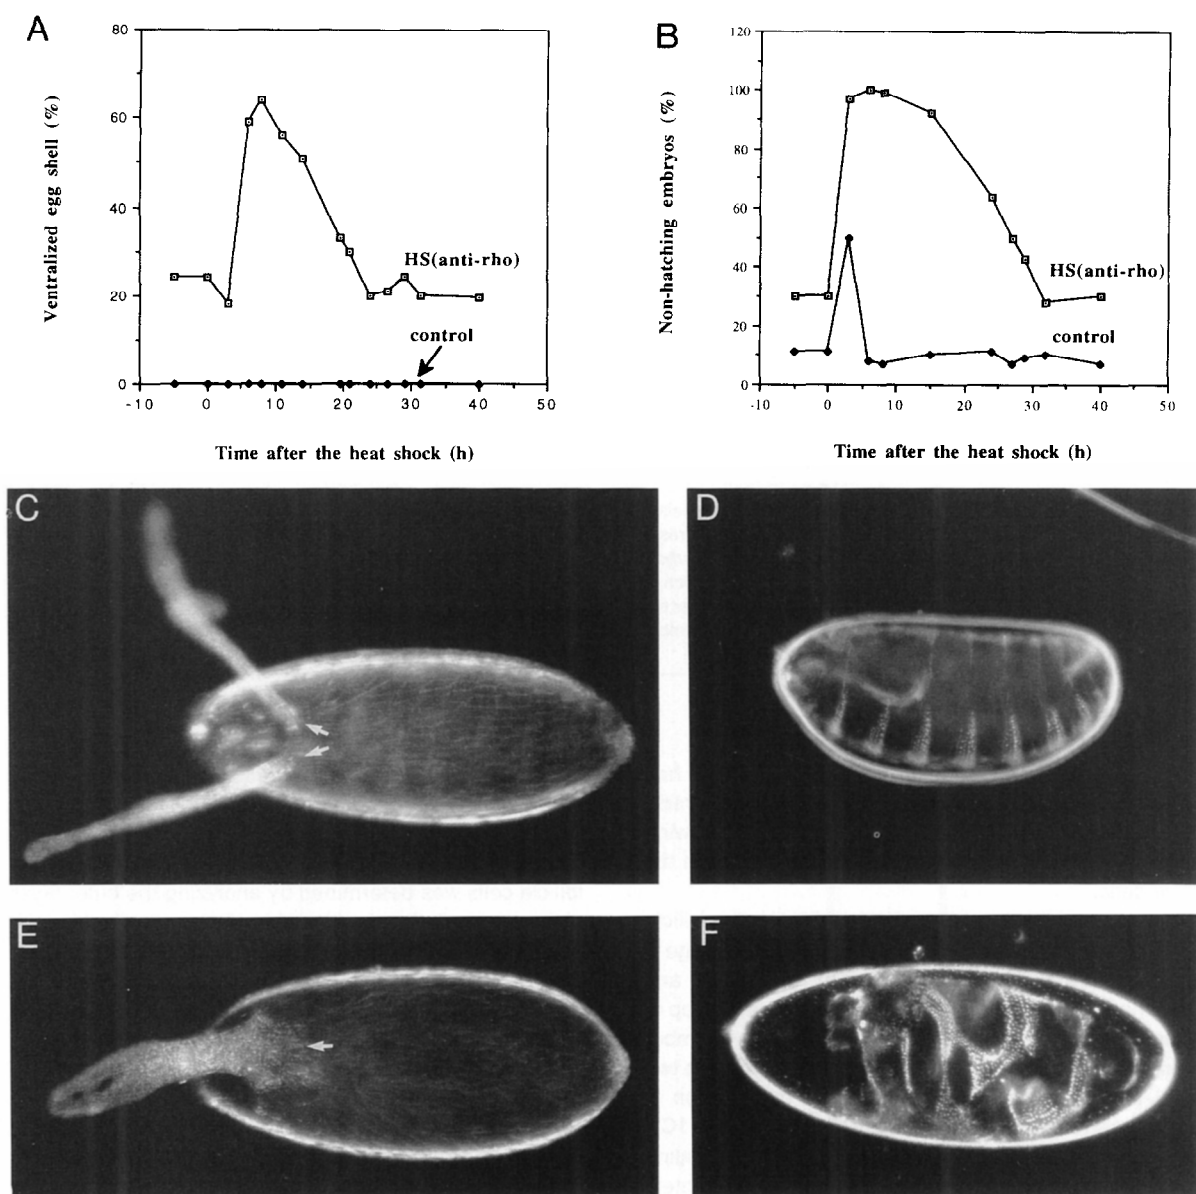 A
Ventralized egg shell (%)
80
60
40
20
0
HS(anti-rho)
control
-10 0 10 20 30 40 50
Time after the heat shock (h)
B
Non-hatching embryos (%)
120
100
80
60
40
20
0
HS(anti-rho)
control
-10 0 10 20 30 40 50
Time after the heat shock (h)
C
D
E
F